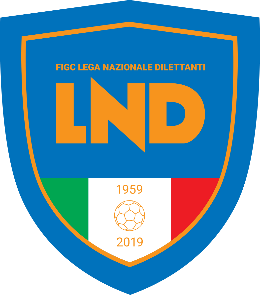 FIGC LEGA NAZIONALE DILETTANTI
LND
1959
2019